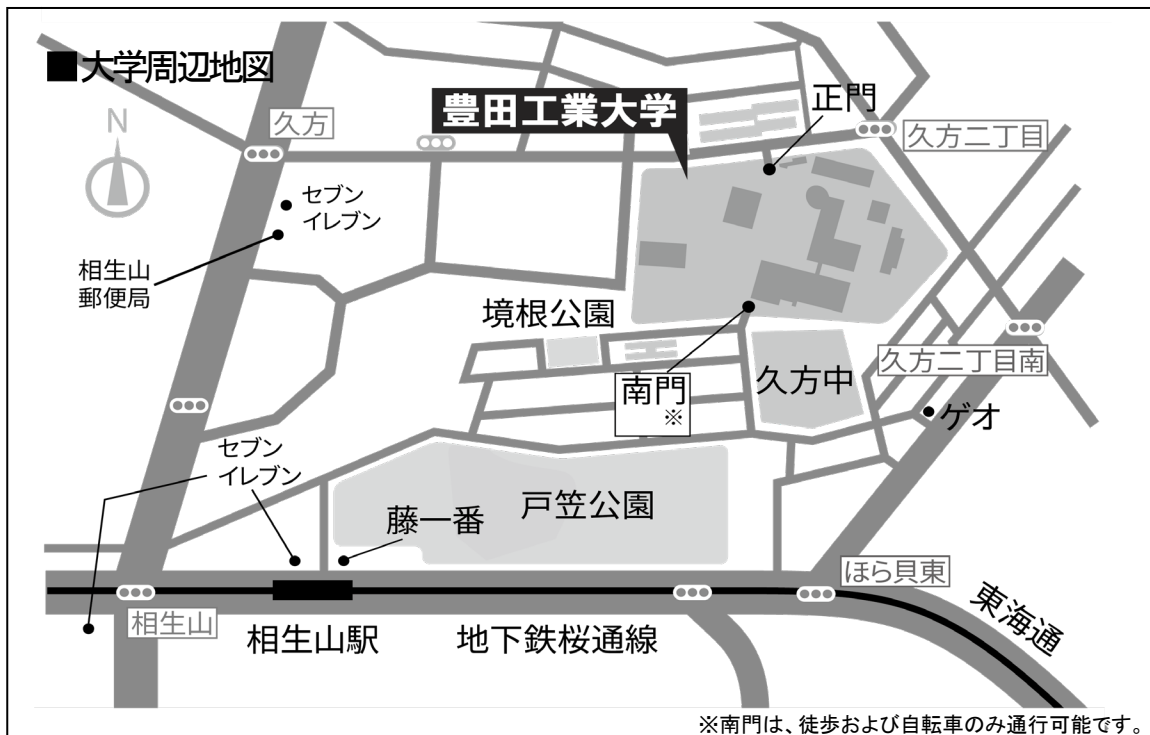 ■大学周辺地図
N
久方
豊田工業大学
正門
久方二丁目
セブン
イレブン
相生山
郵便局
境根公園
南門
※
久方中
久方二丁目南
ゲオ
セブン
イレブン
藤一番
戸笠公園
ほら貝東
相生山
相生山駅
地下鉄桜通線
東海通
※南門は、徒歩および自転車のみ通行可能です。